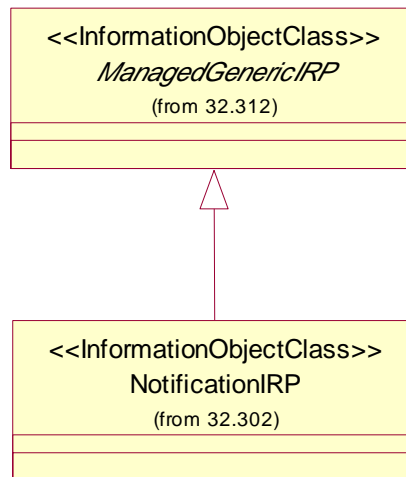 <<InformationObjectClass>>
ManagedGenericIRP
(from 32.312)
<<InformationObjectClass>>
NotificationIRP
(from 32.302)